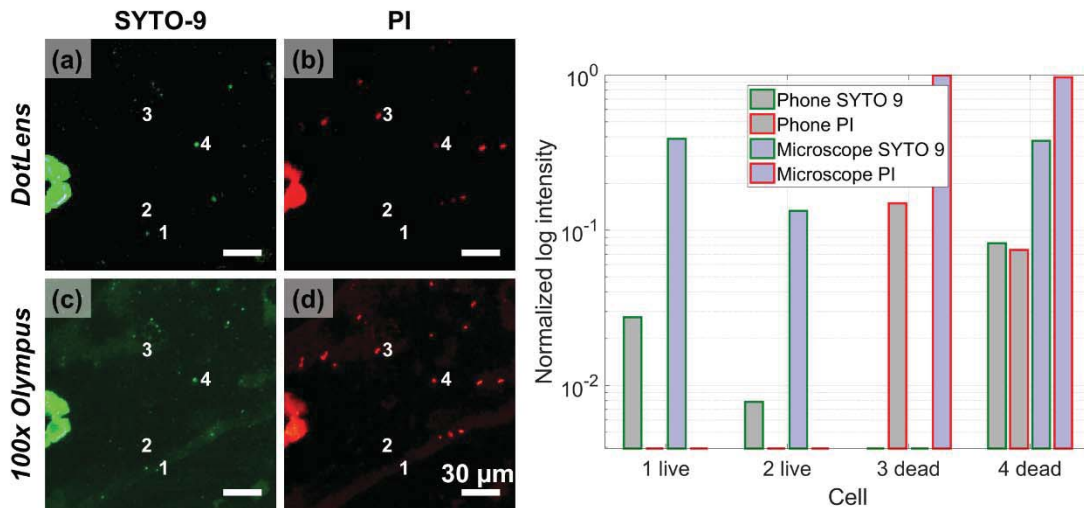 SYTO-9
PI
DotLens
(a)
3
4
2
1
(b)
3
4
2
1
100x Olympus
(c)
3
4
2
1
(d)
3
4
2
1
30 µm
Normalized log intensity
10⁰
10⁻¹
10⁻²
Phone SYTO 9
Phone PI
Microscope SYTO 9
Microscope PI
1 live
2 live
3 dead
4 dead
Cell